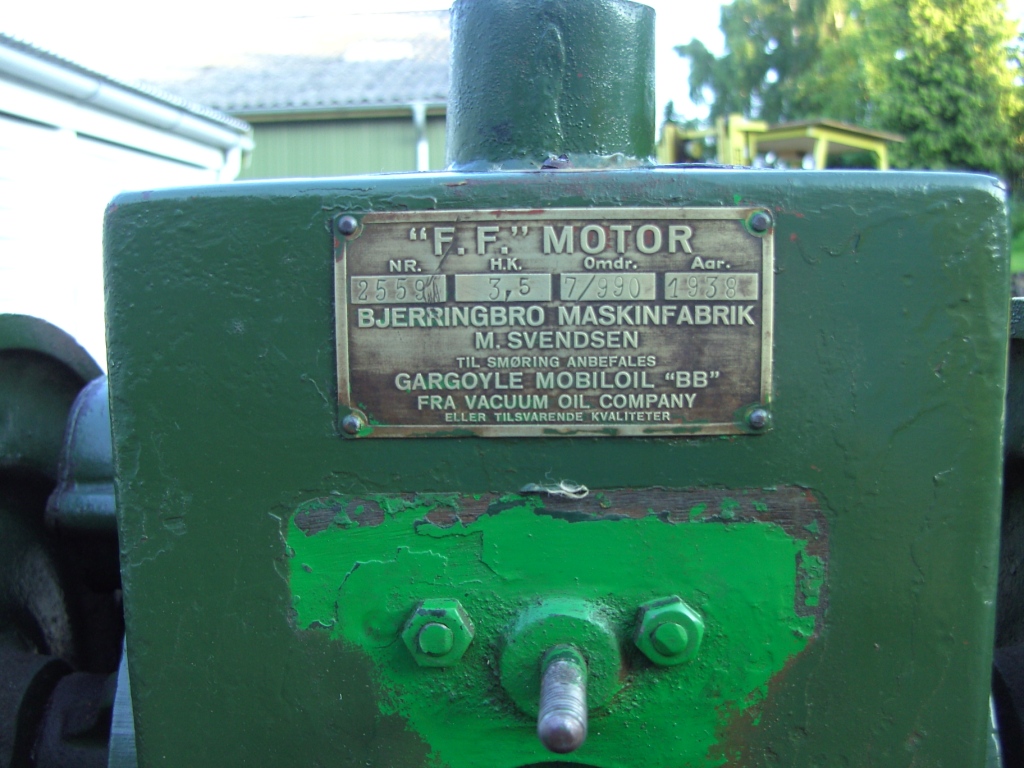 "F. F." MOTOR
NR. H.K. Omdr. Aar.
3,5 7/990 1938
BJERRINGBRO MASKINFABRIK
M. SVENDSEN
TIL SMØRING ANBEFALES
GARGOYLE MOBILOIL "BB"
FRA VACUUM OIL COMPANY
ELLER TILSVARENDE KVALITETER